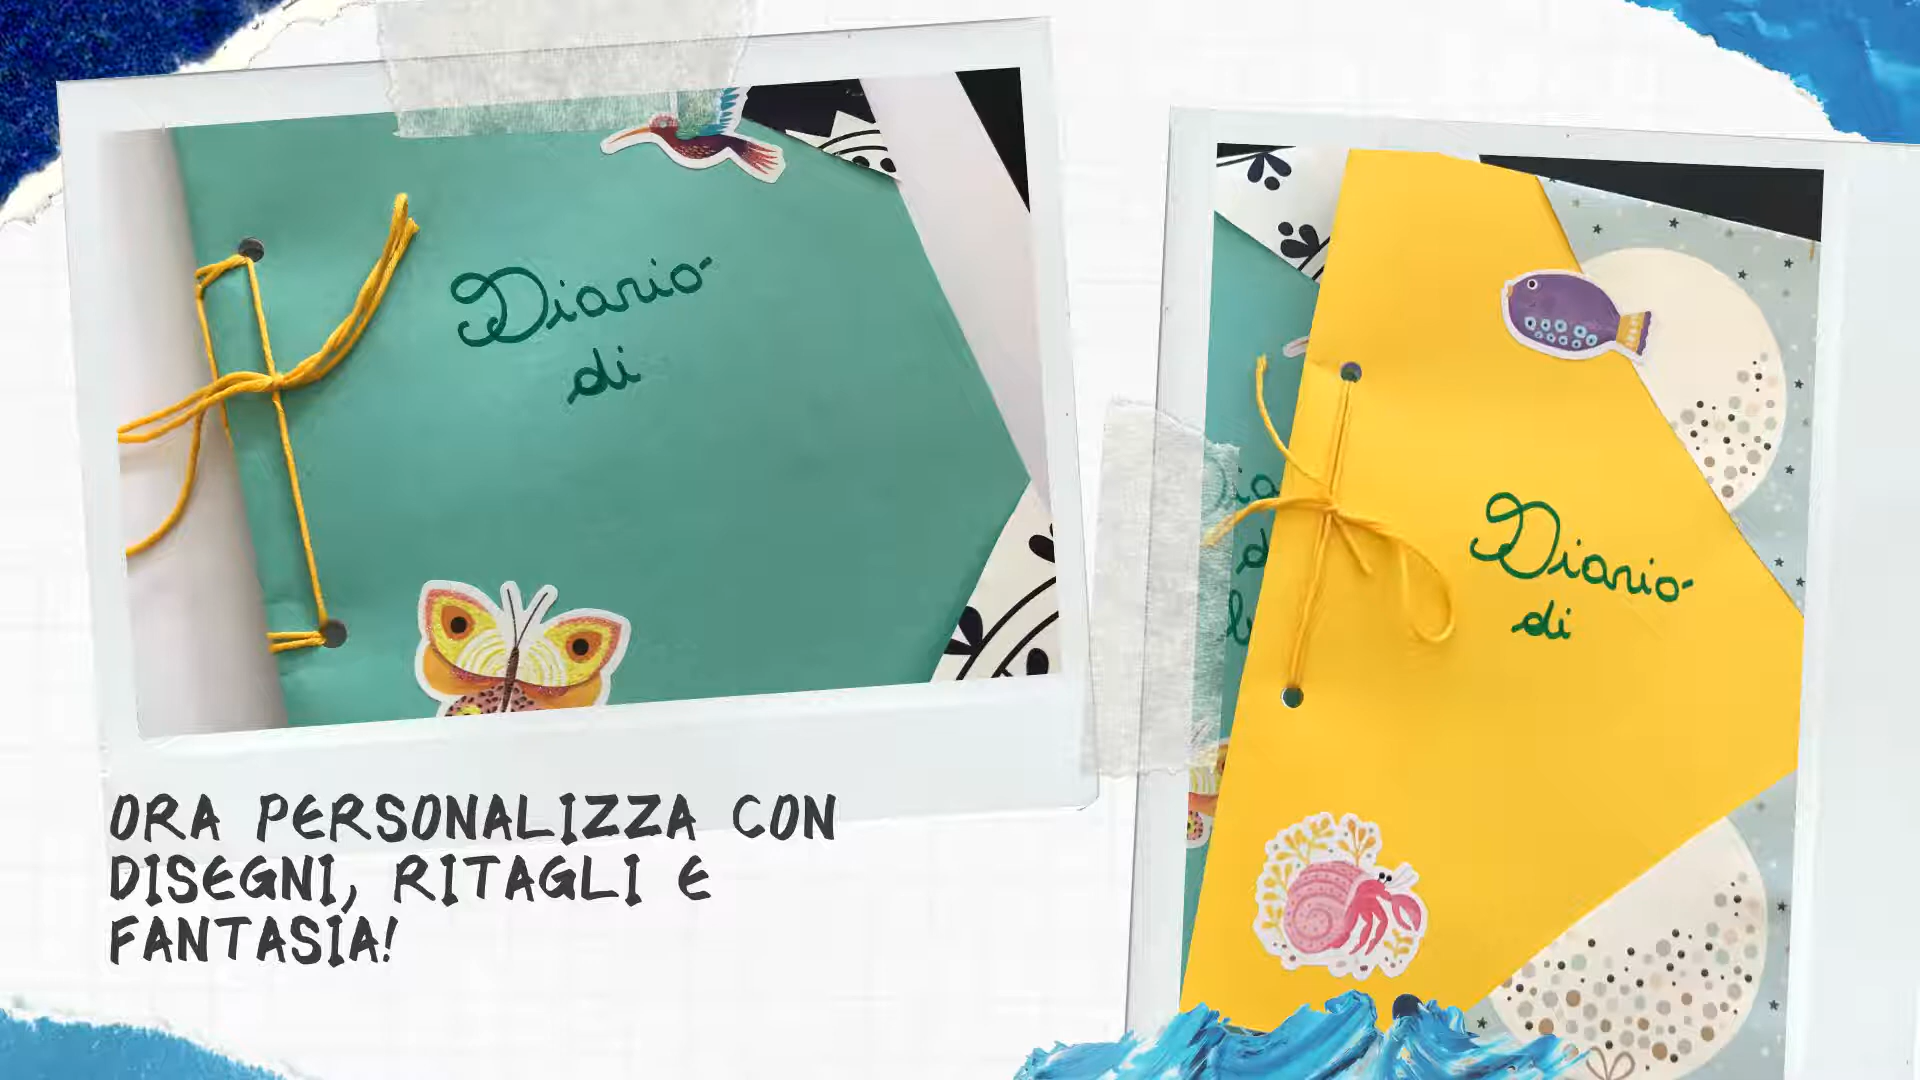 Diario
di
Diario
di
ORA PERSONALIZZA CON
DISEGNI, RITAGLI E
FANTASIA!